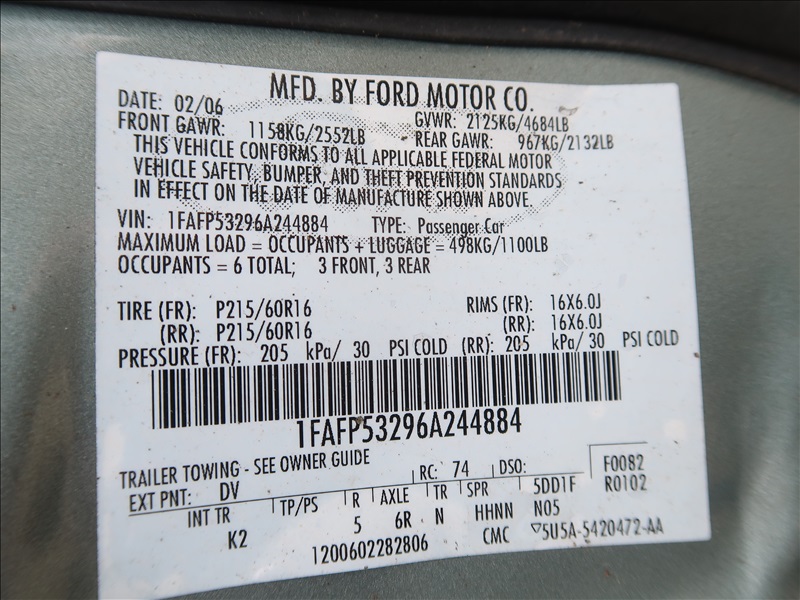 MFD. BY FORD MOTOR CO.
DATE: 02/06 GVWR: 2125KG/4684LB
FRONT GAWR: 1158KG/2552LB REAR GAWR: 967KG/2132LB
THIS VEHICLE CONFORMS TO ALL APPLICABLE FEDERAL MOTOR
VEHICLE SAFETY, BUMPER, AND THEFT PREVENTION STANDARDS
IN EFFECT ON THE DATE OF MANUFACTURE SHOWN ABOVE.
VIN: 1FAFP53296A244884 TYPE: Passenger Car
MAXIMUM LOAD = OCCUPANTS + LUGGAGE = 498KG/1100LB
OCCUPANTS = 6 TOTAL; 3 FRONT, 3 REAR
TIRE (FR): P215/60R16 RIMS (FR): 16X6.0J
(RR): P215/60R16 (RR): 16X6.0J
PRESSURE (FR): 205 kPa/ 30 PSI COLD (RR): 205 kPa/ 30 PSI COLD
1FAFP53296A244884
TRAILER TOWING - SEE OWNER GUIDE
EXT PNT: DV RC: 74 DSO: F0082
INT TR TP/PS R AXLE TR SPR 5DD1F R0102
K2 5 6R N HHNN N05
1200602282806 CMC 5U5A-5420472-AA